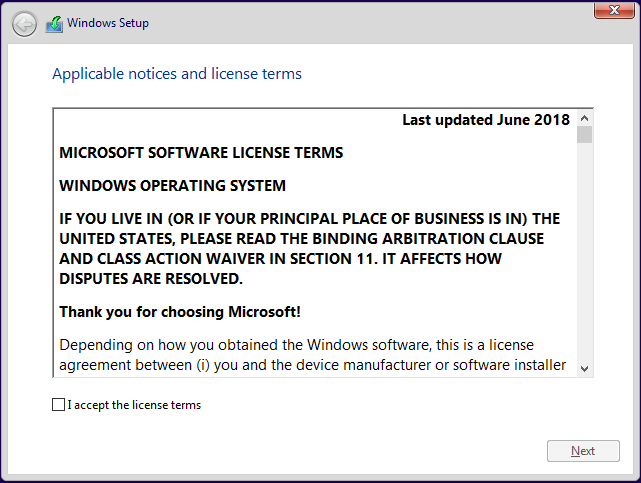 Windows Setup
Applicable notices and license terms
Last updated June 2018
MICROSOFT SOFTWARE LICENSE TERMS
WINDOWS OPERATING SYSTEM
IF YOU LIVE IN (OR IF YOUR PRINCIPAL PLACE OF BUSINESS IS IN) THE
UNITED STATES, PLEASE READ THE BINDING ARBITRATION CLAUSE
AND CLASS ACTION WAIVER IN SECTION 11. IT AFFECTS HOW
DISPUTES ARE RESOLVED.
Thank you for choosing Microsoft!
Depending on how you obtained the Windows software, this is a license
agreement between (i) you and the device manufacturer or software installer
I accept the license terms
Next